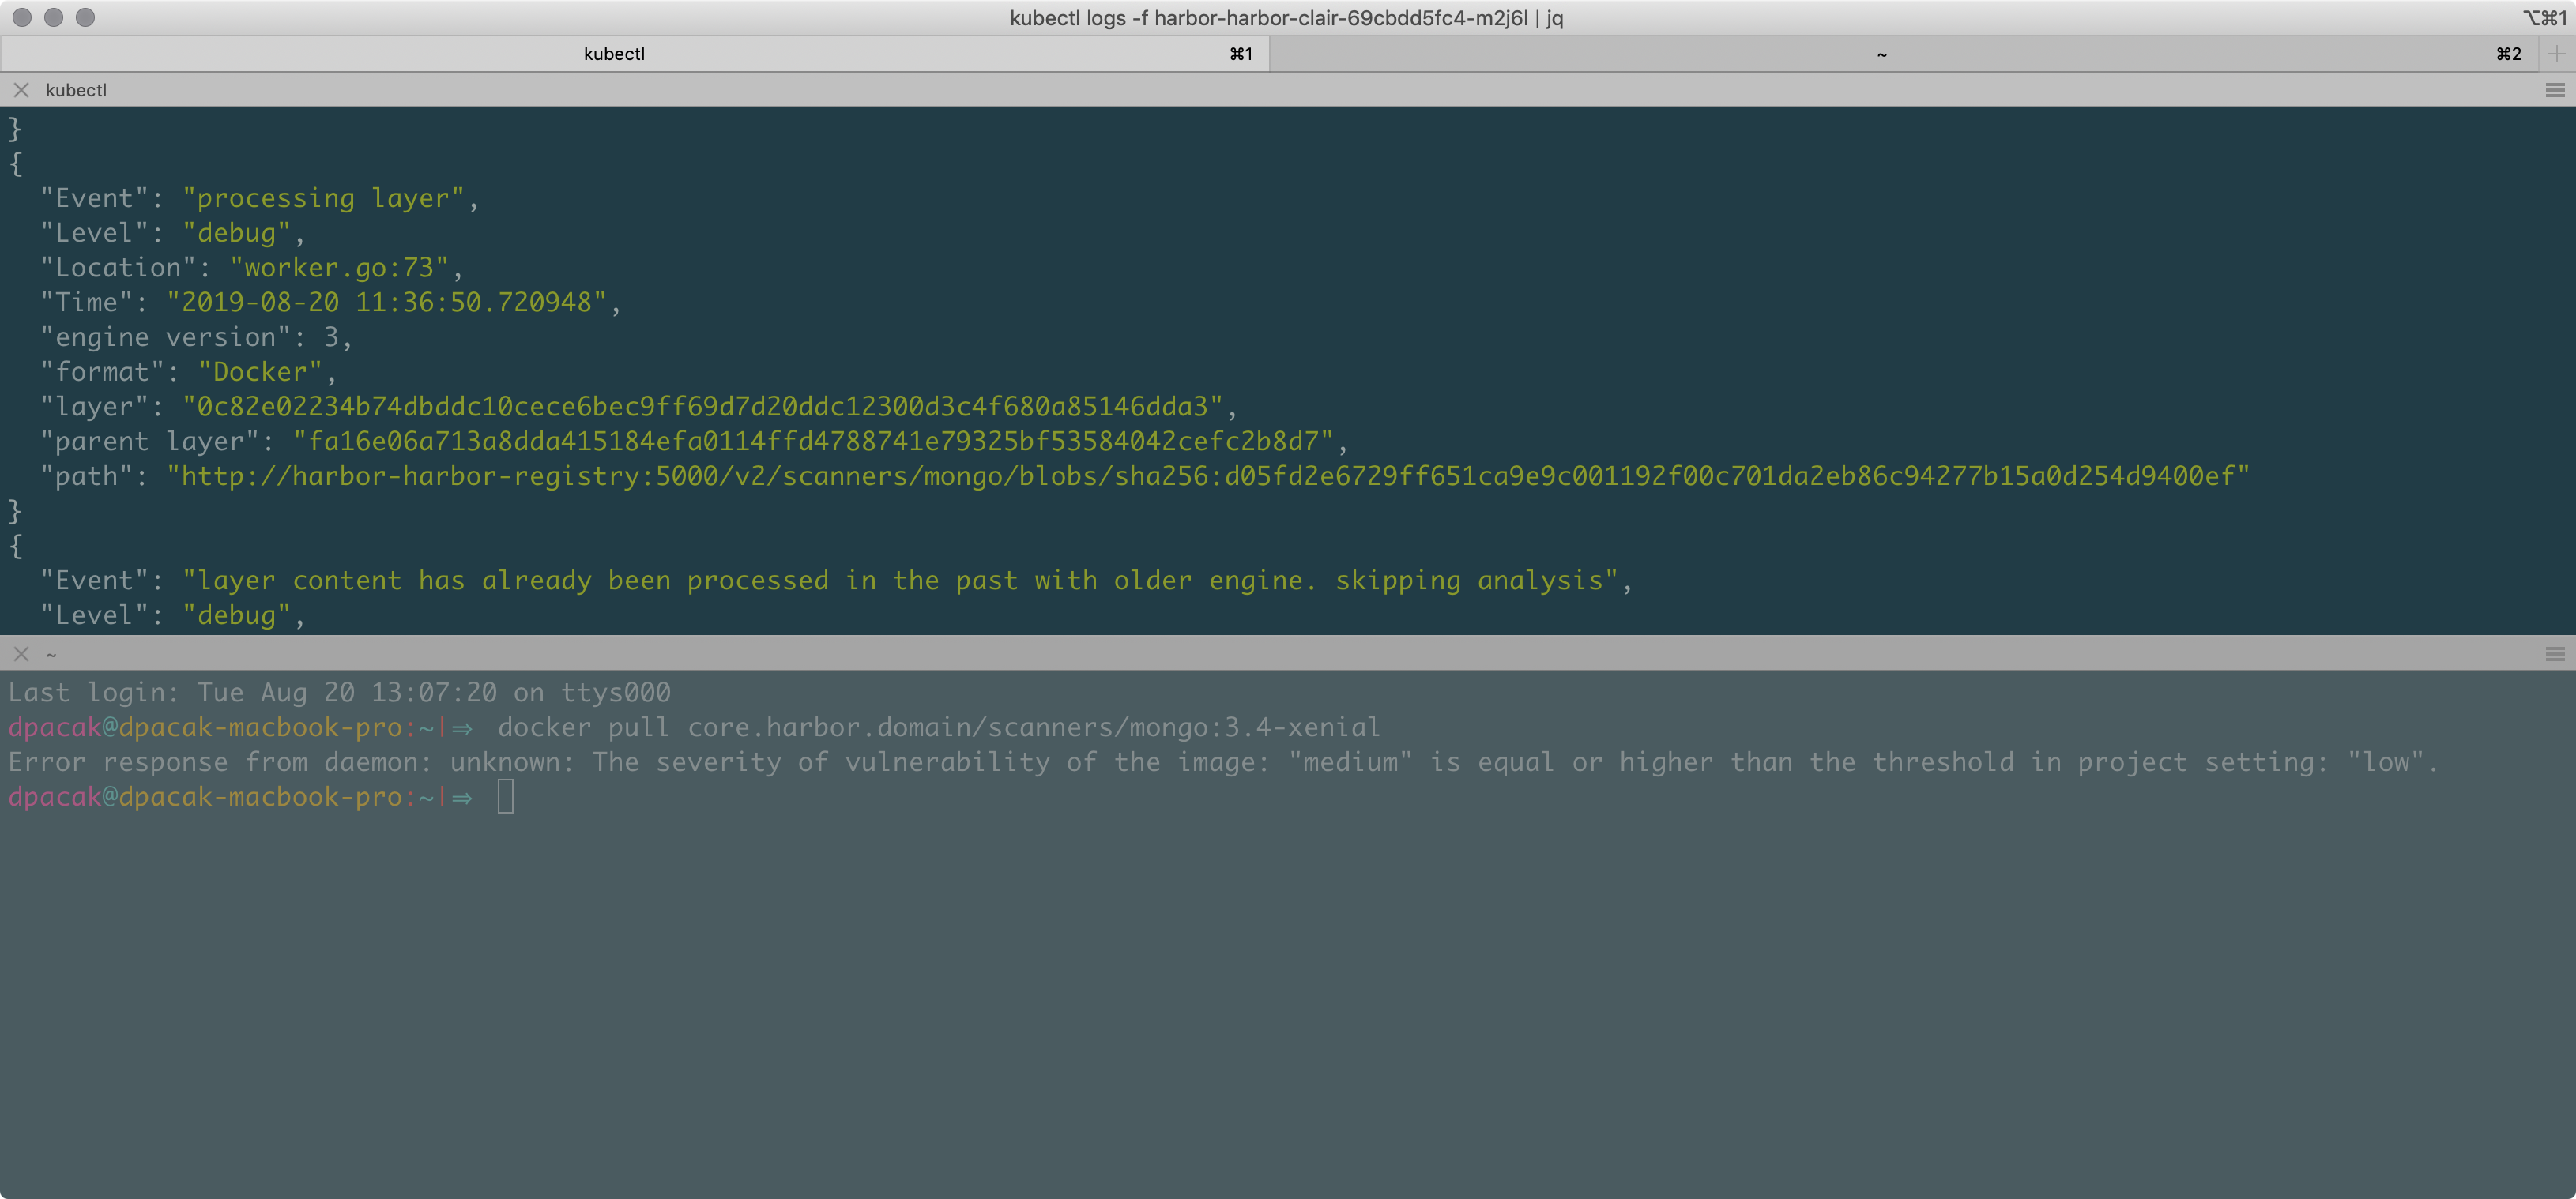 kubectl logs -f harbor-harbor-clair-69cbdd5fc4-m2j6l | jq
⌥⌘1
kubectl ⌘1
~ ⌘2
kubectl
}
{
"Event": "processing layer",
"Level": "debug",
"Location": "worker.go:73",
"Time": "2019-08-20 11:36:50.720948",
"engine version": 3,
"format": "Docker",
"layer": "0c82e02234b74dbddc10cece6bec9ff69d7d20ddc12300d3c4f680a85146dda3",
"parent layer": "fa16e06a713a8dda415184efa0114ffd4788741e79325bf53584042cefc2b8d7",
"path": "http://harbor-harbor-registry:5000/v2/scanners/mongo/blobs/sha256:d05fd2e6729ff651ca9e9c001192f00c701da2eb86c94277b15a0d254d9400ef"
}
{
"Event": "layer content has already been processed in the past with older engine. skipping analysis",
"Level": "debug",
~
Last login: Tue Aug 20 13:07:20 on ttys000
dpacak@dpacak-macbook-pro:~|⇒ docker pull core.harbor.domain/scanners/mongo:3.4-xenial
Error response from daemon: unknown: The severity of vulnerability of the image: "medium" is equal or higher than the threshold in project setting: "low".
dpacak@dpacak-macbook-pro:~|⇒